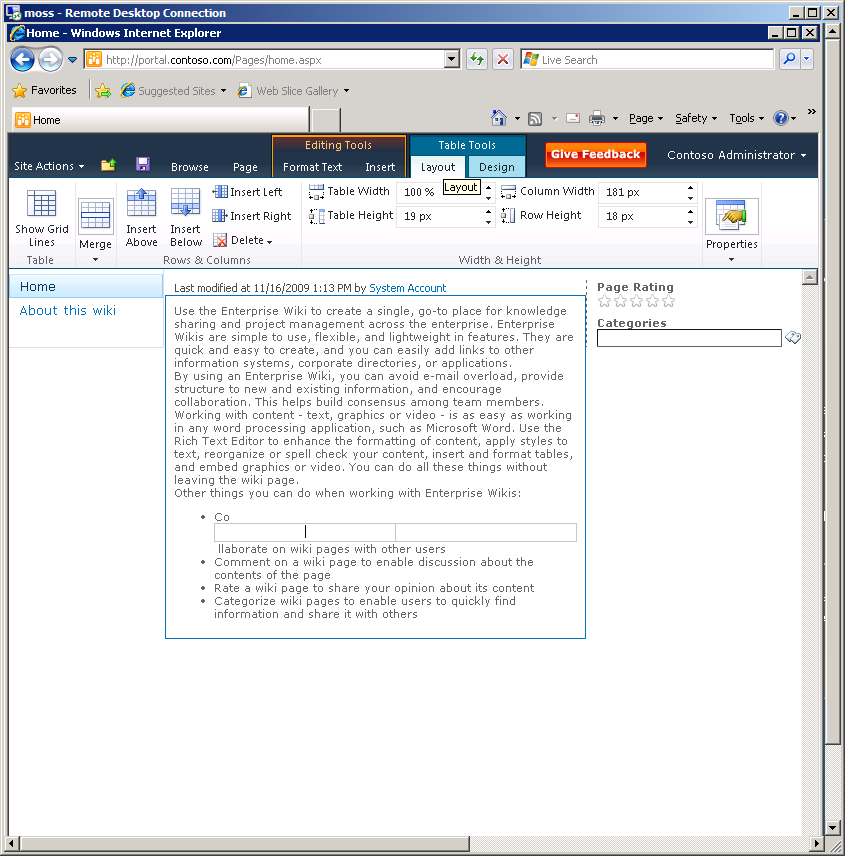 moss - Remote Desktop Connection
Home - Windows Internet Explorer
http://portal.contoso.com/Pages/home.aspx
Live Search
Favorites
Suggested Sites
Web Slice Gallery
Home
Page
Safety
Tools
»
Editing Tools
Table Tools
Site Actions
Browse
Page
Format Text
Insert
Layout
Design
Give Feedback
Contoso Administrator
Layout
Show Grid
Lines
Table
Merge
Insert
Above
Insert
Below
Insert Left
Insert Right
Delete
Rows & Columns
Table Width
100 %
Table Height
19 px
Column Width
181 px
Row Height
18 px
Width & Height
Properties
Home
About this wiki
Last modified at 11/16/2009 1:13 PM by System Account
Use the Enterprise Wiki to create a single, go-to place for knowledge
sharing and project management across the enterprise. Enterprise
Wikis are simple to use, flexible, and lightweight in features. They are
quick and easy to create, and you can easily add links to other
information systems, corporate directories, or applications.
By using an Enterprise Wiki, you can avoid e-mail overload, provide
structure to new and existing information, and encourage
collaboration. This helps build consensus among team members.
Working with content - text, graphics or video - is as easy as working
in any word processing application, such as Microsoft Word. Use the
Rich Text Editor to enhance the formatting of content, apply styles to
text, reorganize or spell check your content, insert and format tables,
and embed graphics or video. You can do all these things without
leaving the wiki page.
Other things you can do when working with Enterprise Wikis:
• Co
llaborate on wiki pages with other users
• Comment on a wiki page to enable discussion about the
contents of the page
• Rate a wiki page to share your opinion about its content
• Categorize wiki pages to enable users to quickly find
information and share it with others
Page Rating
Categories